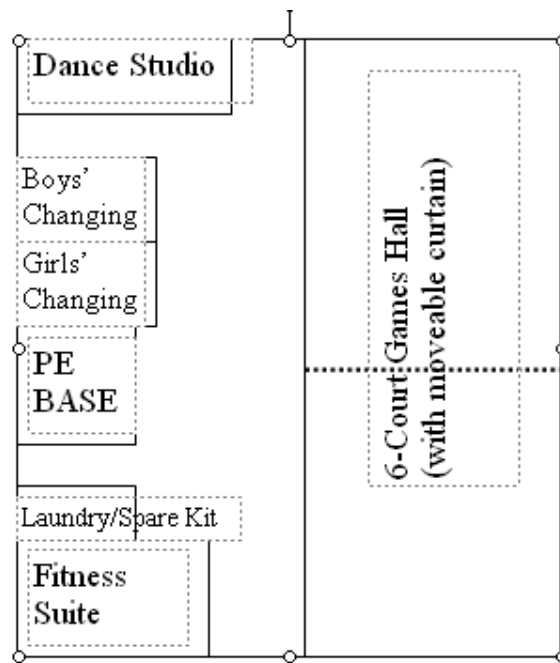 Dance Studio
Boys'
Changing
Girls'
Changing
PE
BASE
Laundry/Spare Kit
Fitness
Suite
6-Court Games Hall
(with moveable curtain)